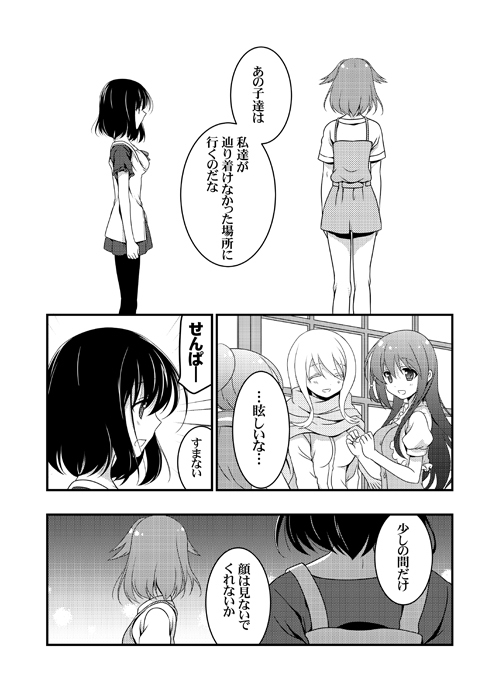 あの子達は
私達が
辿り着けなかった場所に
行くのだな
…眩しいな…
せんぱー
すまない
少しの間だけ
顔は見ないで
くれないか